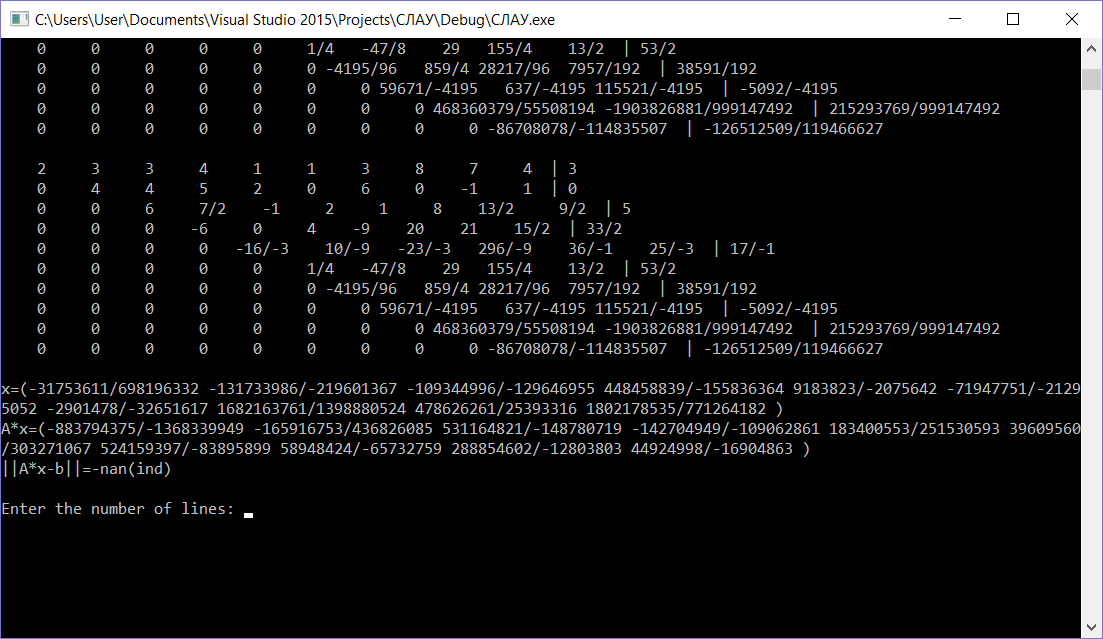 C:\Users\User\Documents\Visual Studio 2015\Projects\СЛАУ\Debug\СЛАУ.exe
0 0 0 0 0 1/4 -47/8 29 155/4 13/2 | 53/2
0 0 0 0 0 0 -4195/96 859/4 28217/96 7957/192 | 38591/192
0 0 0 0 0 0 0 59671/-4195 637/-4195 115521/-4195 | -5092/-4195
0 0 0 0 0 0 0 0 468360379/55508194 -1903826881/999147492 | 215293769/999147492
0 0 0 0 0 0 0 0 0 -86708078/-114835507 | -126512509/119466627
2 3 3 4 1 1 3 8 7 4 | 3
0 4 4 5 2 0 6 0 -1 1 | 0
0 0 6 7/2 -1 2 1 8 13/2 9/2 | 5
0 0 0 -6 0 4 -9 20 21 15/2 | 33/2
0 0 0 0 -16/-3 10/-9 -23/-3 296/-9 36/-1 25/-3 | 17/-1
0 0 0 0 0 1/4 -47/8 29 155/4 13/2 | 53/2
0 0 0 0 0 0 -4195/96 859/4 28217/96 7957/192 | 38591/192
0 0 0 0 0 0 0 59671/-4195 637/-4195 115521/-4195 | -5092/-4195
0 0 0 0 0 0 0 0 468360379/55508194 -1903826881/999147492 | 215293769/999147492
0 0 0 0 0 0 0 0 0 -86708078/-114835507 | -126512509/119466627
x=(-31753611/698196332 -131733986/-219601367 -109344996/-129646955 448458839/-155836364 9183823/-2075642 -71947751/-2129
5052 -2901478/-32651617 1682163761/1398880524 478626261/25393316 1802178535/771264182 )
A*x=(-883794375/-1368339949 -165916753/436826085 531164821/-148780719 -142704949/-109062861 183400553/251530593 39609560
/303271067 524159397/-83895899 58948424/-65732759 288854602/-12803803 44924998/-16904863 )
||A*x-b||=-nan(ind)
Enter the number of lines: